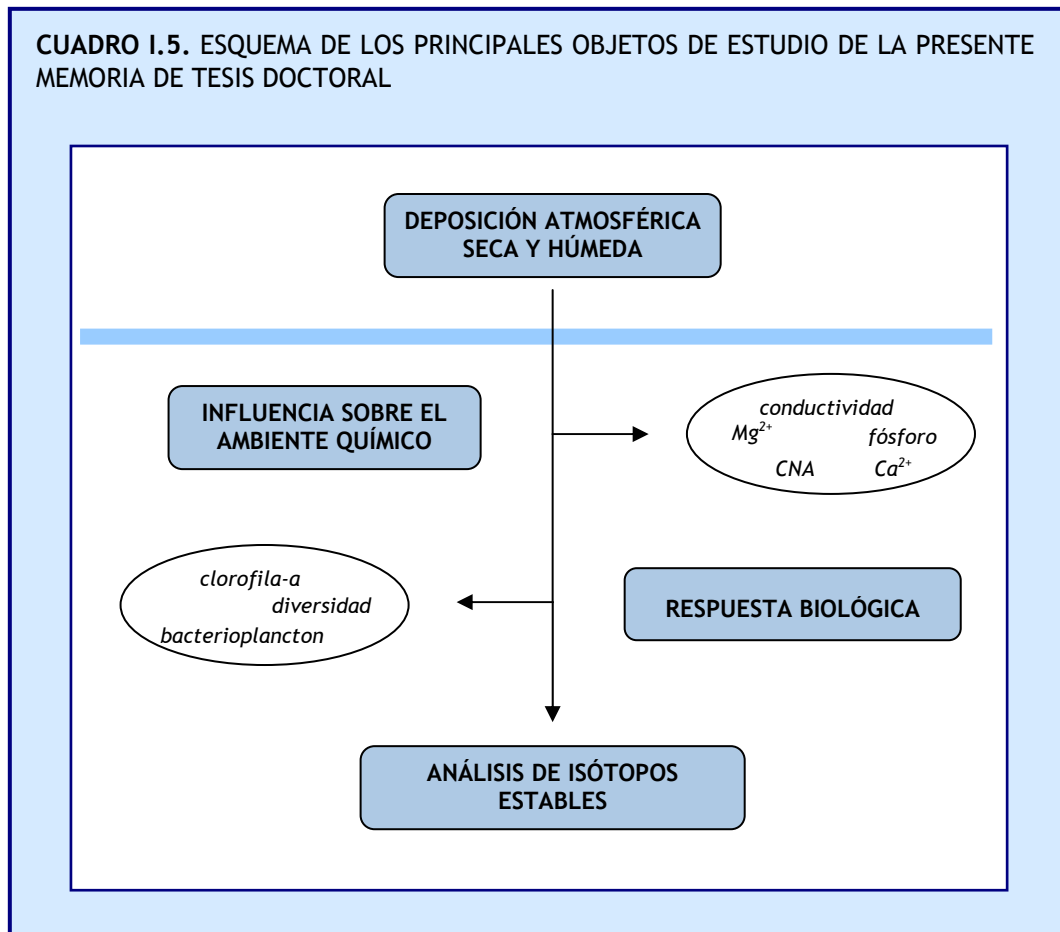 CUADRO I.5. ESQUEMA DE LOS PRINCIPALES OBJETOS DE ESTUDIO DE LA PRESENTE
MEMORIA DE TESIS DOCTORAL
DEPOSICIÓN ATMOSFÉRICA
SECA Y HÚMEDA
INFLUENCIA SOBRE EL
AMBIENTE QUÍMICO
conductividad
Mg²⁺ fósforo
CNA Ca²⁺
clorofila-a
diversidad
bacterioplancton
RESPUESTA BIOLÓGICA
ANÁLISIS DE ISÓTOPOS
ESTABLES